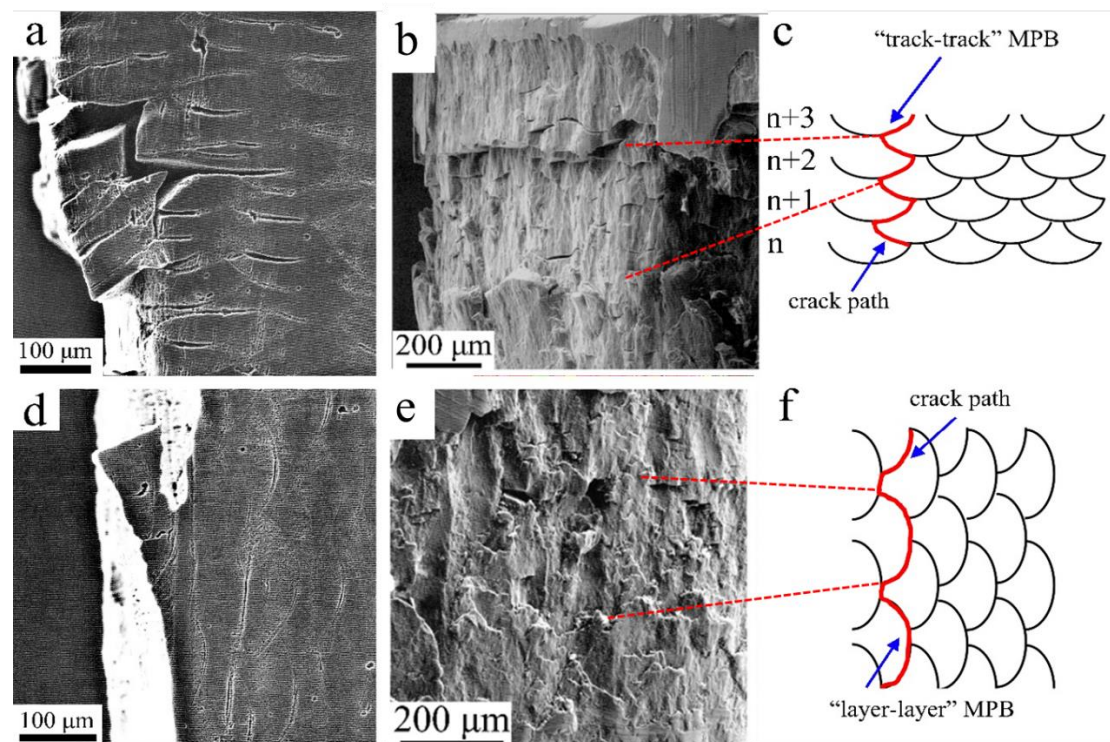 a
100 μm
b
200 μm
c
“track-track” MPB
n+3
n+2
n+1
n
crack path
d
100 μm
e
200 μm
f
crack path
“layer-layer” MPB